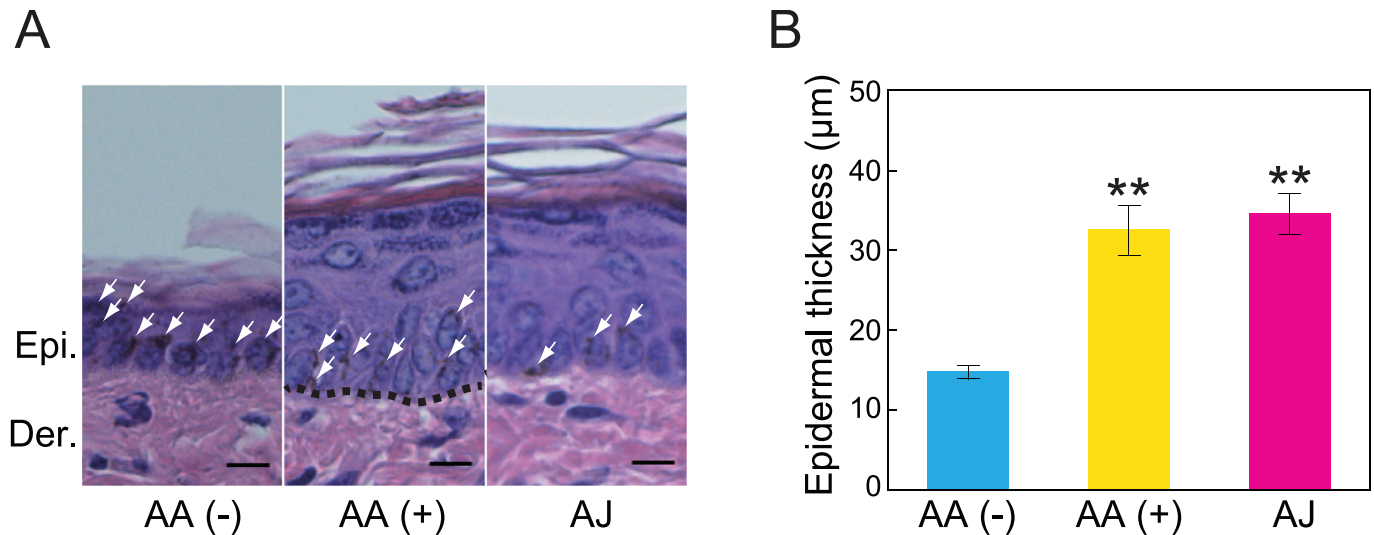 A
Epi.
Der.
AA (-)
AA (+)
AJ
B
Epidermal thickness (μm)
50
40
30
20
10
0
**
**
AA (-)
AA (+)
AJ